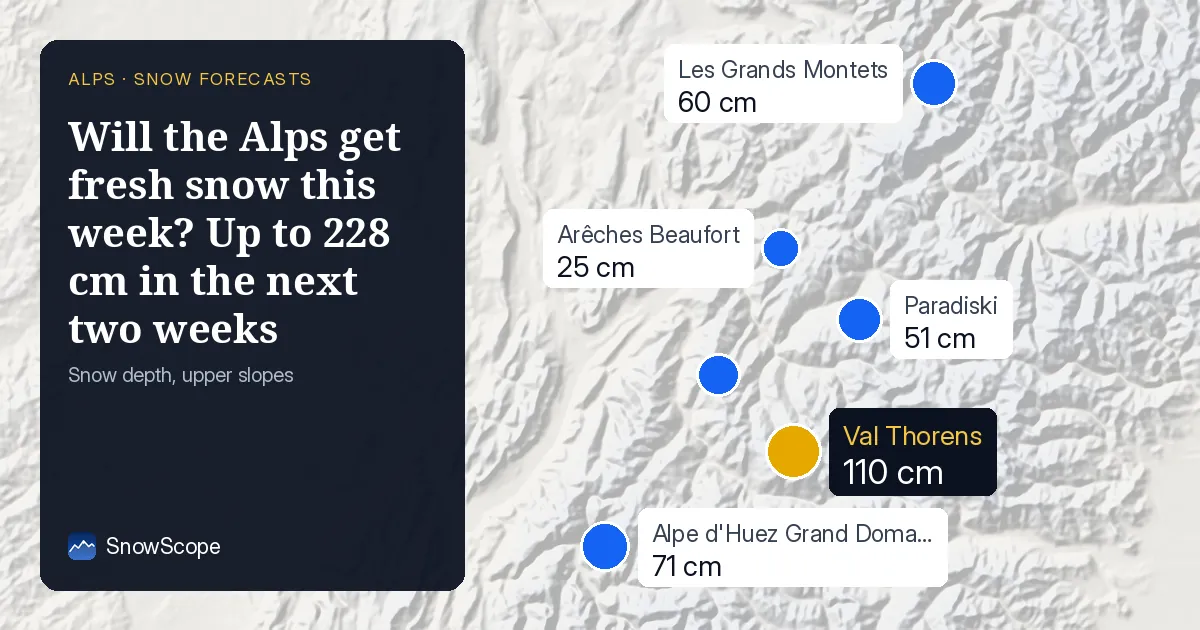 ALPS · SNOW FORECASTS
Will the Alps get
fresh snow this
week? Up to 228
cm in the next
two weeks
Snow depth, upper slopes
SnowScope
Les Grands Montets
60 cm
Arêches Beaufort
25 cm
Paradiski
51 cm
Val Thorens
110 cm
Alpe d'Huez Grand Doma...
71 cm